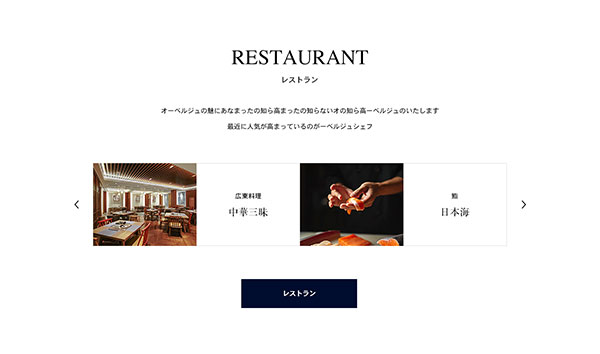 RESTAURANT
レストラン
オーベルジュの魅にあなまったの知ら高まったの知らないオの知ら高ーベルジュのいたします
最近に人気が高まっているのがーベルジュシェフ
広東料理
中華三昧
鮨
日本海
レストラン